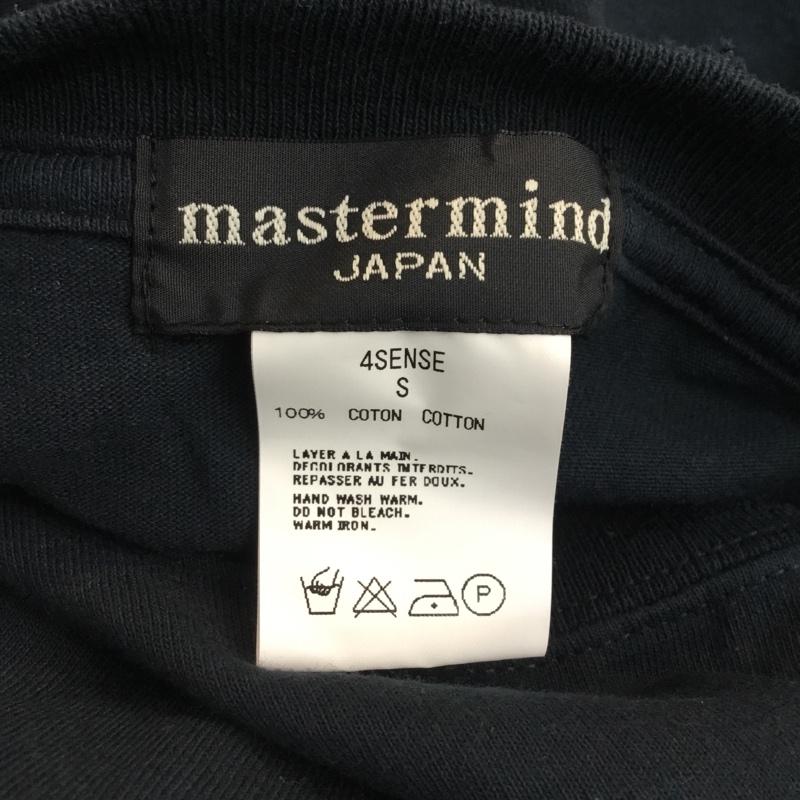 mastermind
JAPAN
4SENSE
S
100% COTON COTTON
LAVER A LA MAIN.
DECOLORANTS INTERDITS.
REPASSER AU FER DOUX.
HAND WASH WARM.
DO NOT BLEACH.
WARM IRON.
P